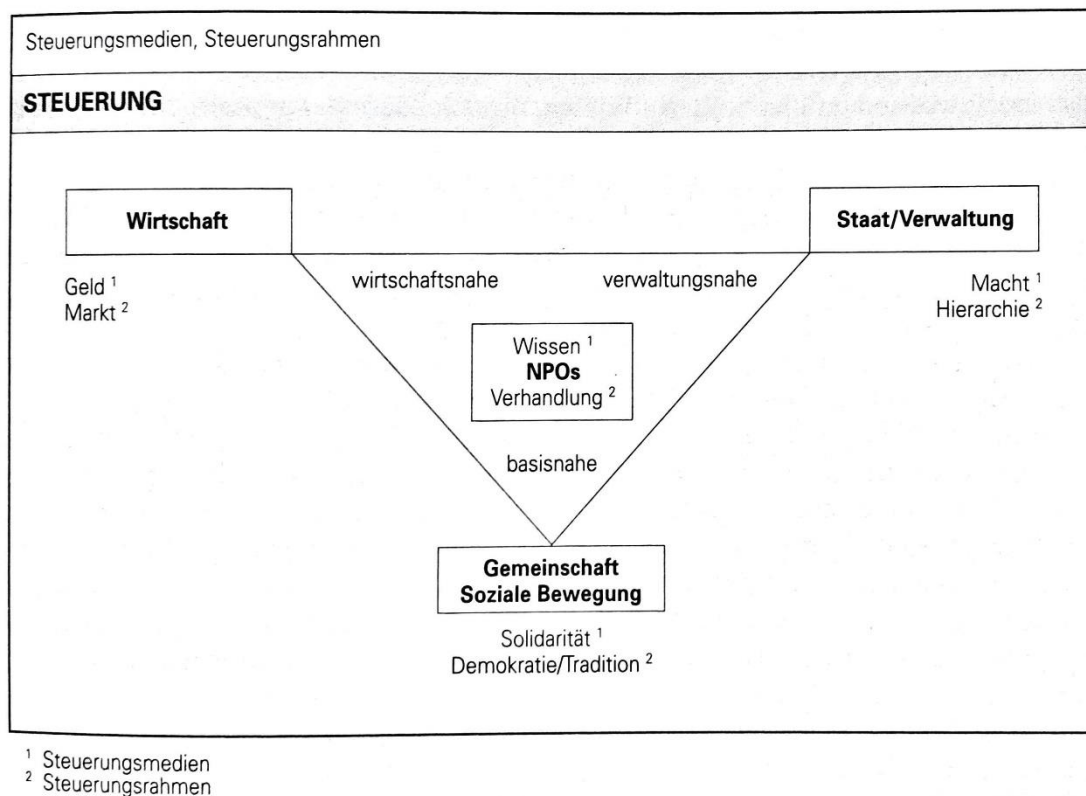 Steuerungsmedien, Steuerungsrahmen
STEUERUNG
Wirtschaft
Staat/Verwaltung
Geld ¹
Markt ²
wirtschaftsnahe
verwaltungsnahe
Macht ¹
Hierarchie ²
Wissen ¹
NPOs
Verhandlung ²
basisnahe
Gemeinschaft
Soziale Bewegung
Solidarität ¹
Demokratie/Tradition ²
¹ Steuerungsmedien
² Steuerungsrahmen